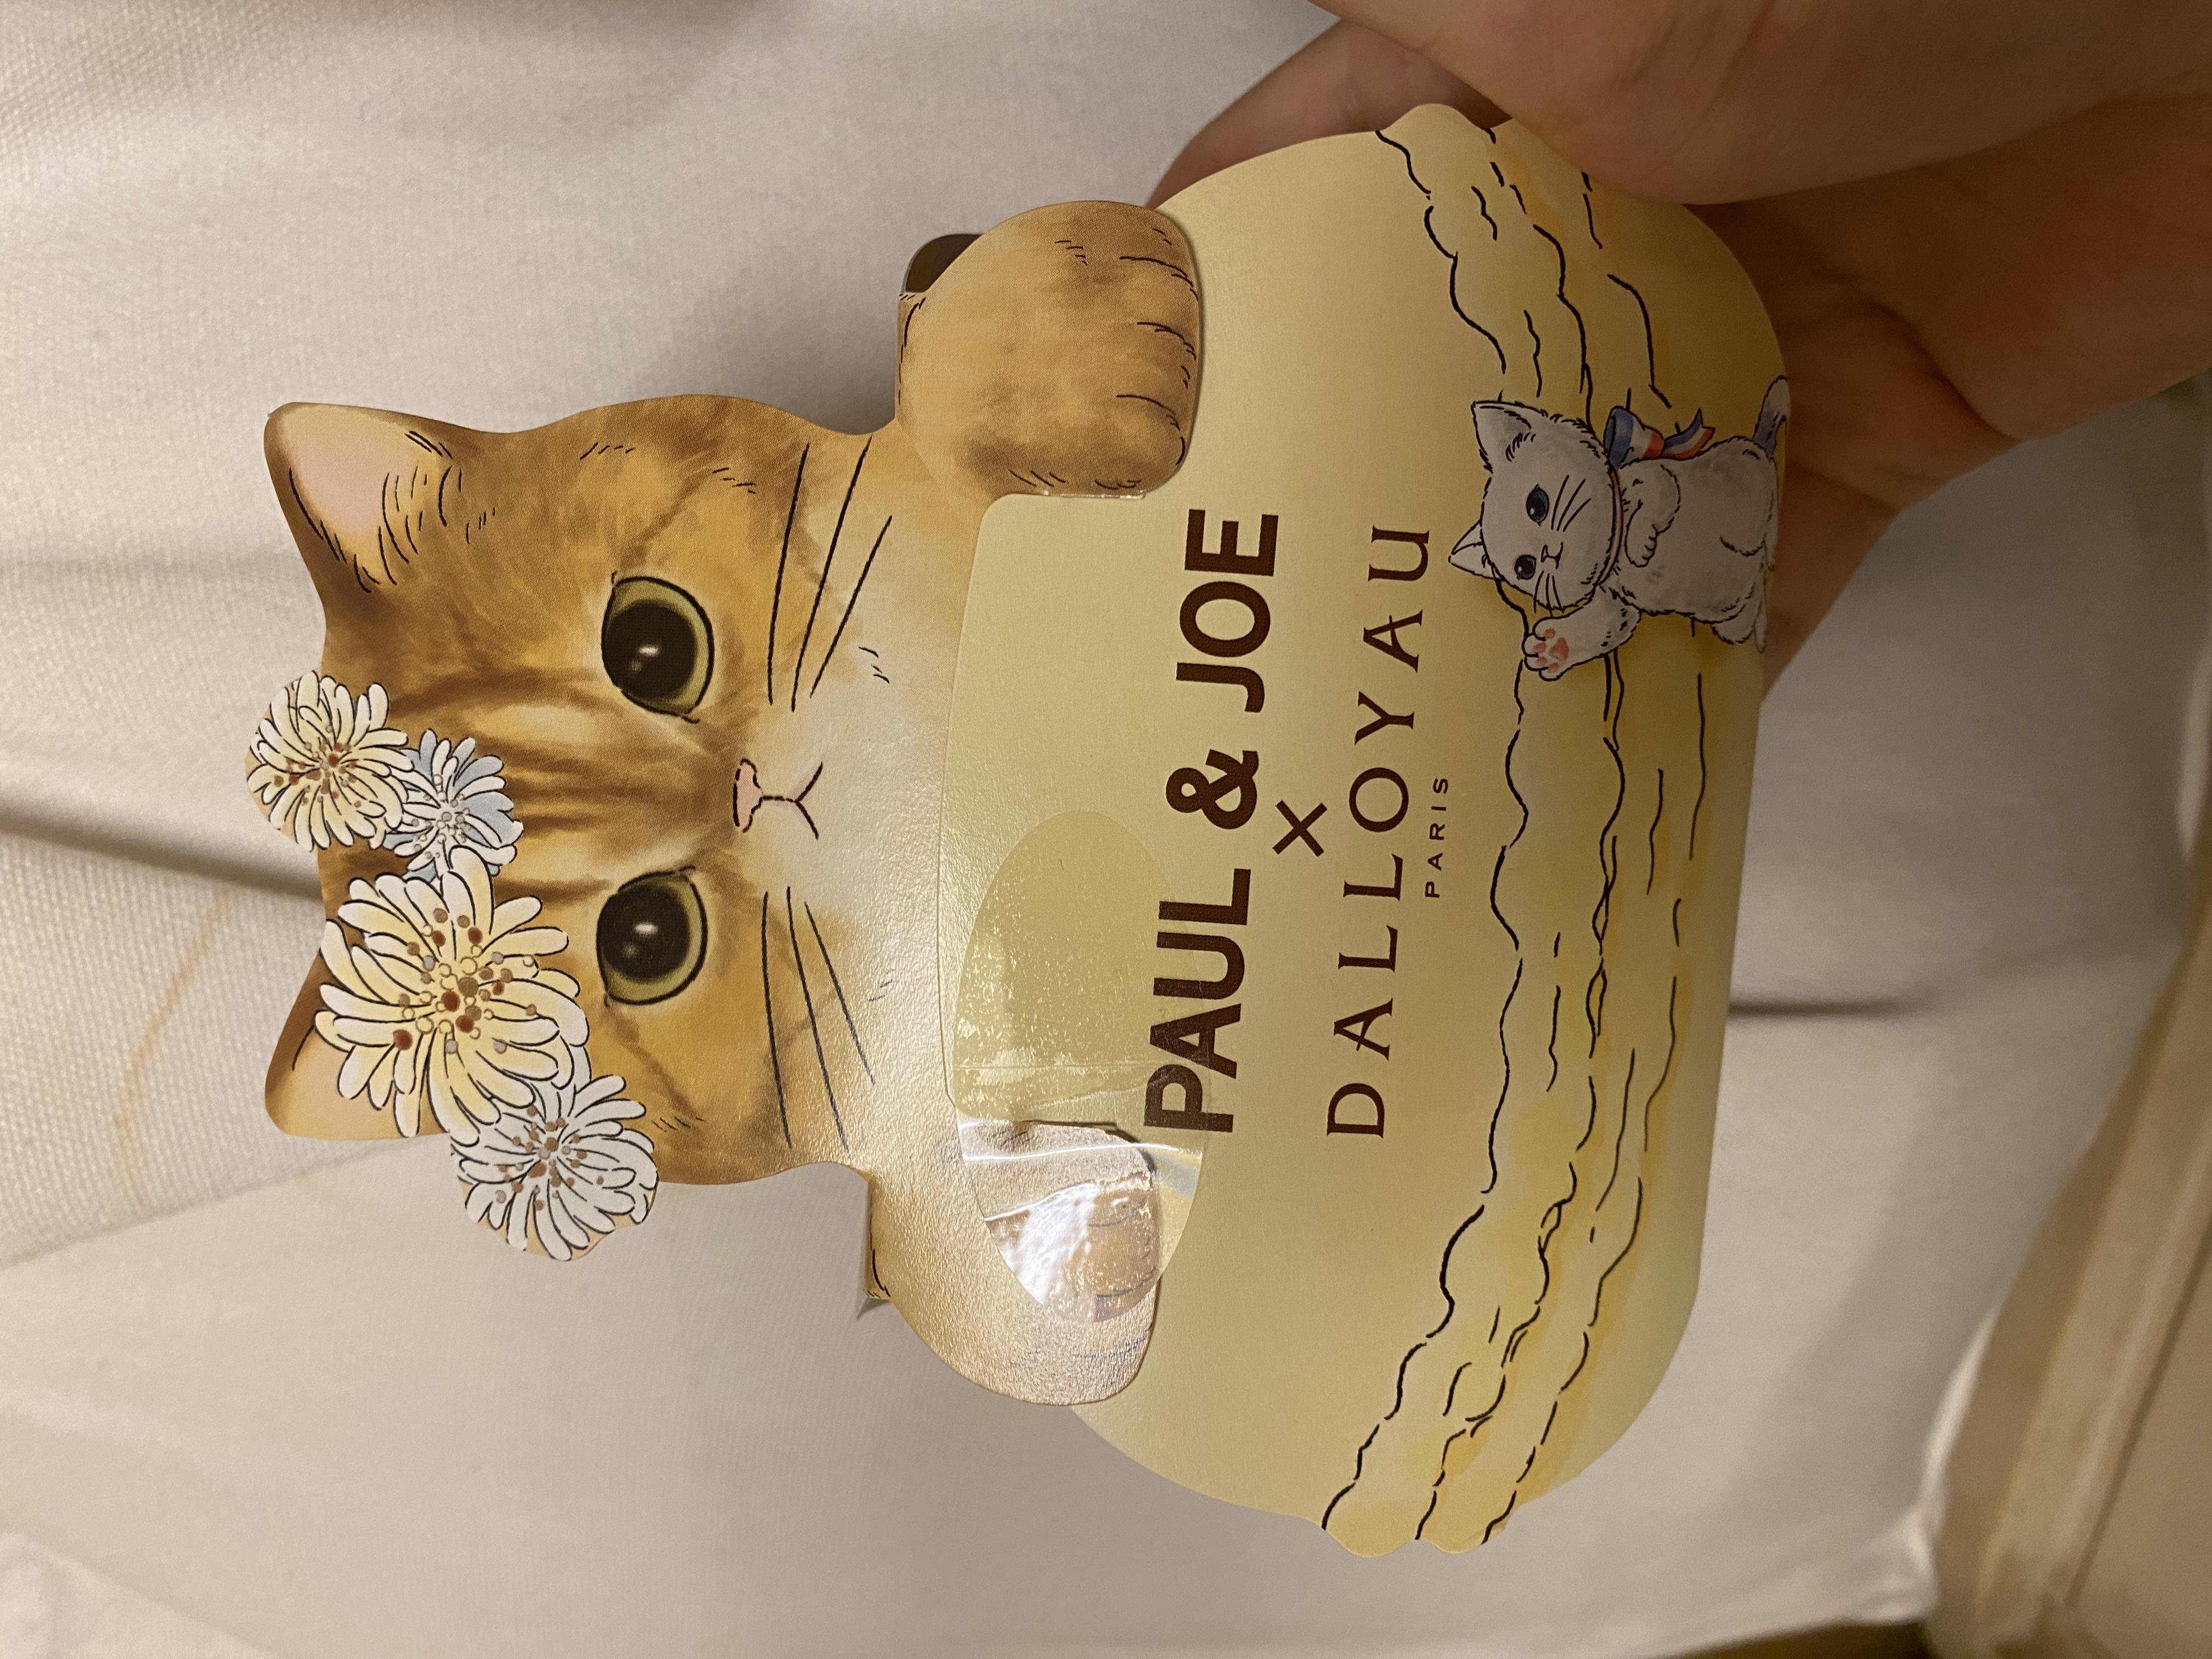 PAUL & JOE
×
DALLOYAU
PARIS